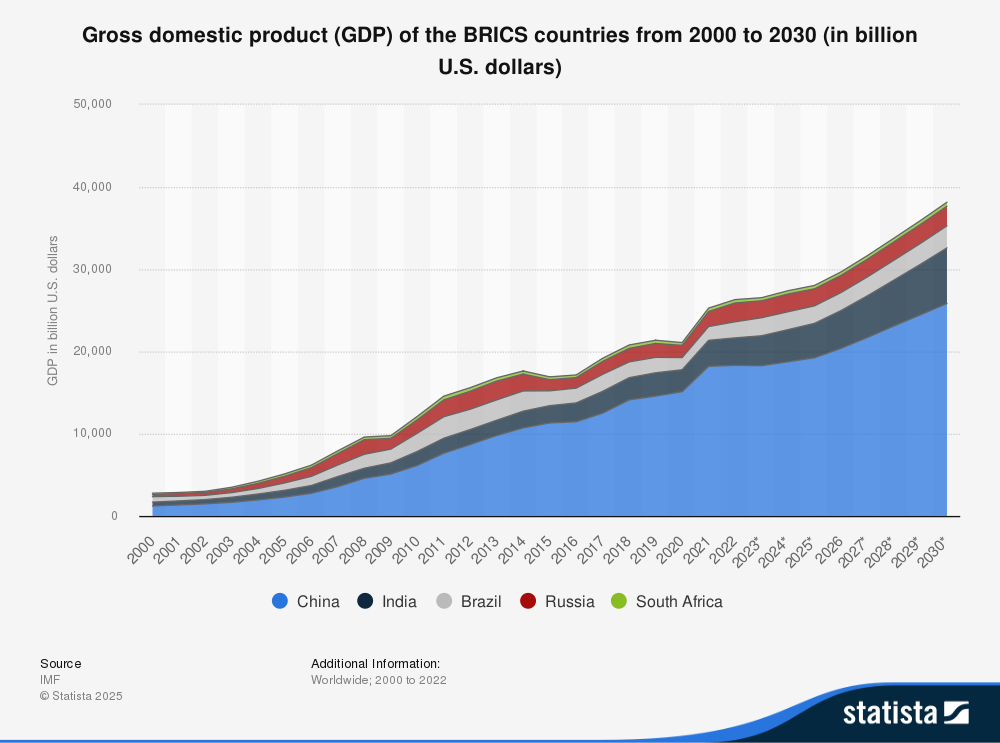 Gross domestic product (GDP) of the BRICS countries from 2000 to 2030 (in billion
U.S. dollars)
GDP in billion U.S. dollars
50,000
40,000
30,000
20,000
10,000
0
2000
2001
2002
2003
2004
2005
2006
2007
2008
2009
2010
2011
2012
2013
2014
2015
2016
2017
2018
2019
2020
2021
2022
2023*
2024*
2025*
2026
2027*
2028*
2029*
2030*
China
India
Brazil
Russia
South Africa
Source
IMF
© Statista 2025
Additional Information:
Worldwide; 2000 to 2022
statista